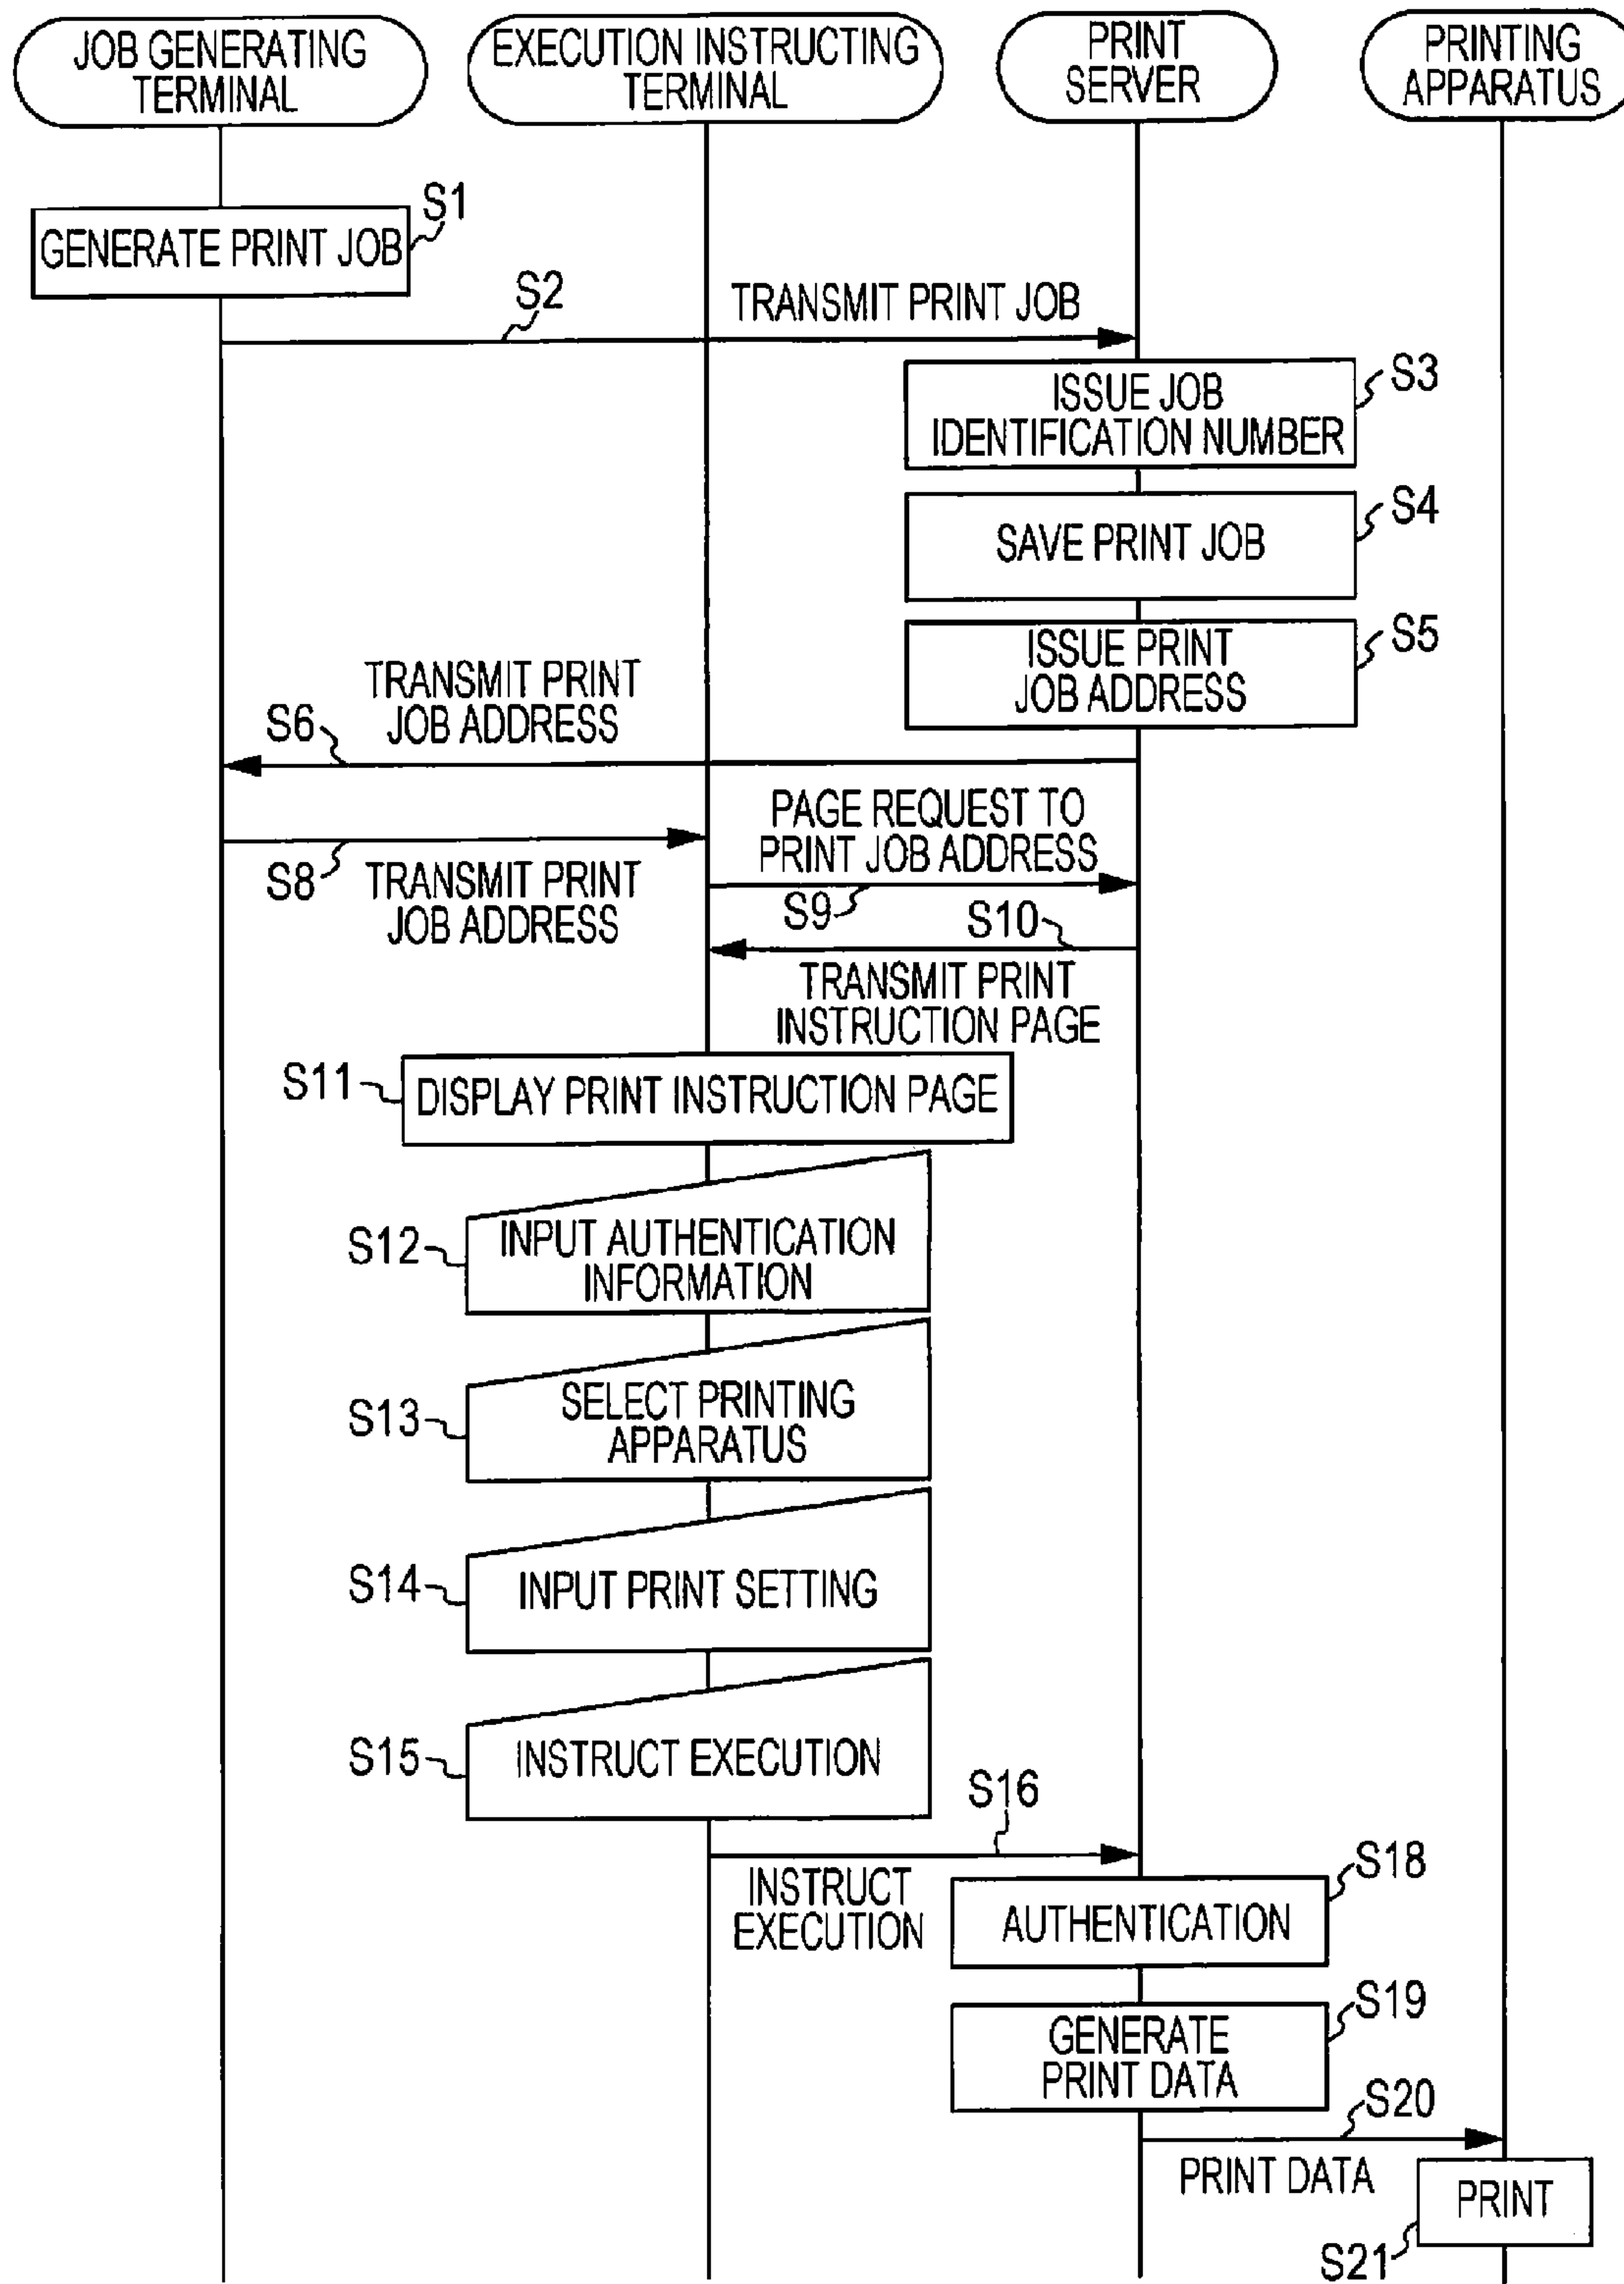 JOB GENERATING
TERMINAL
EXECUTION INSTRUCTING
TERMINAL
PRINT
SERVER
PRINTING
APPARATUS
S1
GENERATE PRINT JOB
S2
TRANSMIT PRINT JOB
S3
ISSUE JOB
IDENTIFICATION NUMBER
S4
SAVE PRINT JOB
S5
ISSUE PRINT
JOB ADDRESS
TRANSMIT PRINT
JOB ADDRESS
S6
PAGE REQUEST TO
PRINT JOB ADDRESS
S8
TRANSMIT PRINT
JOB ADDRESS
S9
S10
TRANSMIT PRINT
INSTRUCTION PAGE
S11
DISPLAY PRINT INSTRUCTION PAGE
S12
INPUT AUTHENTICATION
INFORMATION
S13
SELECT PRINTING
APPARATUS
S14
INPUT PRINT SETTING
S15
INSTRUCT EXECUTION
S16
INSTRUCT
EXECUTION
S18
AUTHENTICATION
S19
GENERATE
PRINT DATA
S20
PRINT DATA
PRINT
S21